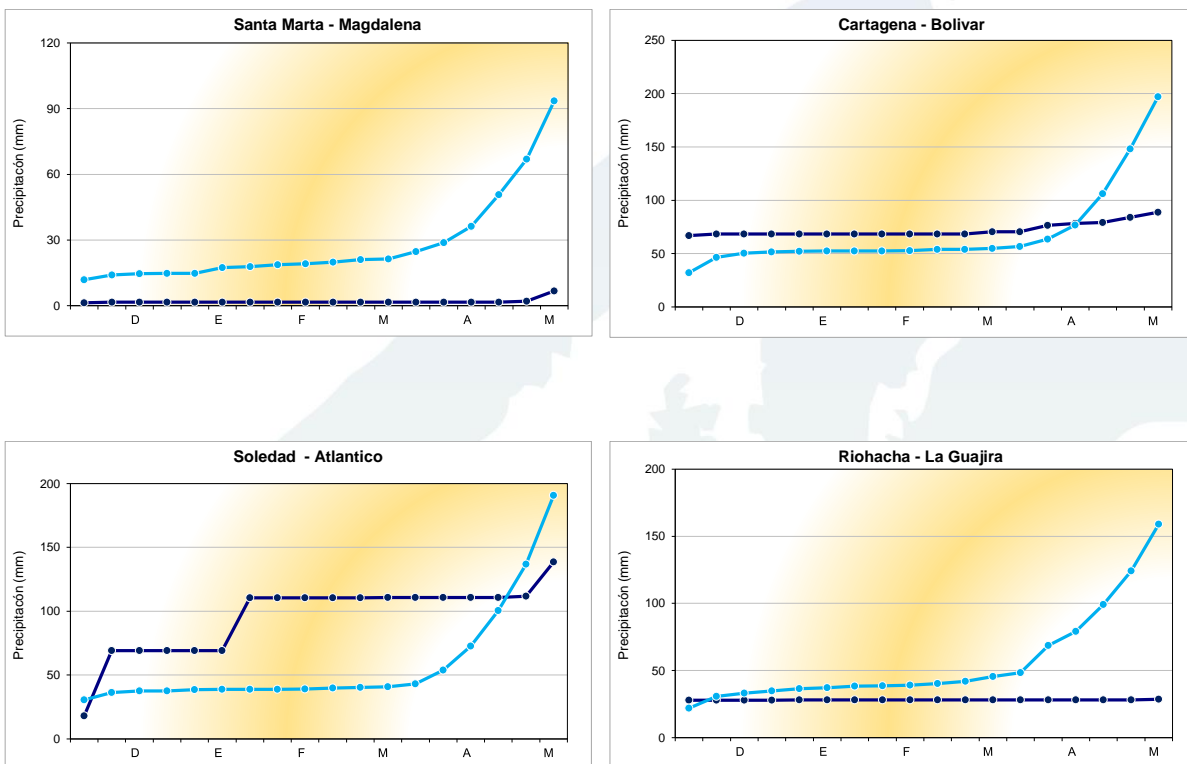 Santa Marta - Magdalena
120
90
60
30
0
Precipitacón (mm)
D E F M A M
Cartagena - Bolivar
250
200
150
100
50
0
Precipitacón (mm)
D E F M A M
Soledad - Atlantico
200
150
100
50
0
Precipitacón (mm)
D E F M A M
Riohacha - La Guajira
200
150
100
50
0
Precipitacón (mm)
D E F M A M